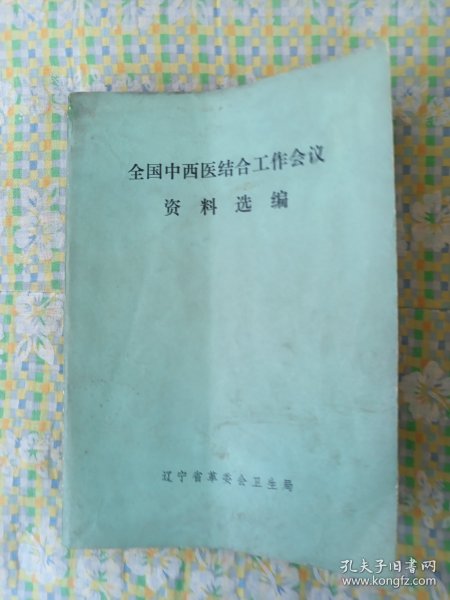 全国中西医结合工作会议
资料选编
辽宁省革委会卫生局
孔夫子旧书网
www.kongfz.com